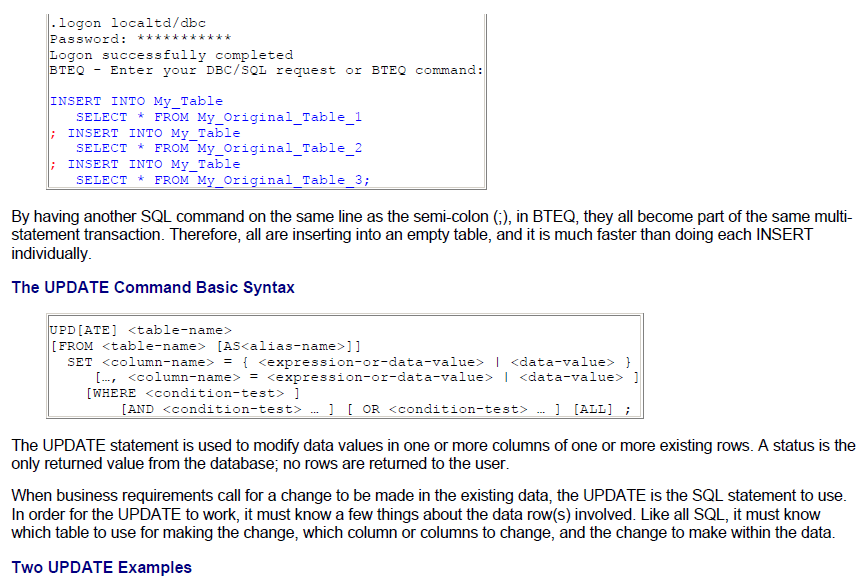 .logon localtd/dbc
Password: ***********
Logon successfully completed
BTEQ - Enter your DBC/SQL request or BTEQ command:
INSERT INTO My_Table
SELECT * FROM My_Original_Table_1
; INSERT INTO My_Table
SELECT * FROM My_Original_Table_2
; INSERT INTO My_Table
SELECT * FROM My_Original_Table_3;
By having another SQL command on the same line as the semi-colon (;), in BTEQ, they all become part of the same multi-
statement transaction. Therefore, all are inserting into an empty table, and it is much faster than doing each INSERT
individually.
The UPDATE Command Basic Syntax
UPD[ATE] <table-name>
[FROM <table-name> [AS<alias-name>]]
SET <column-name> = { <expression-or-data-value> | <data-value> }
[…, <column-name> = <expression-or-data-value> | <data-value> ]
[WHERE <condition-test> ]
[AND <condition-test> … ] [ OR <condition-test> … ] [ALL] ;
The UPDATE statement is used to modify data values in one or more columns of one or more existing rows. A status is the
only returned value from the database; no rows are returned to the user.
When business requirements call for a change to be made in the existing data, the UPDATE is the SQL statement to use.
In order for the UPDATE to work, it must know a few things about the data row(s) involved. Like all SQL, it must know
which table to use for making the change, which column or columns to change, and the change to make within the data.
Two UPDATE Examples